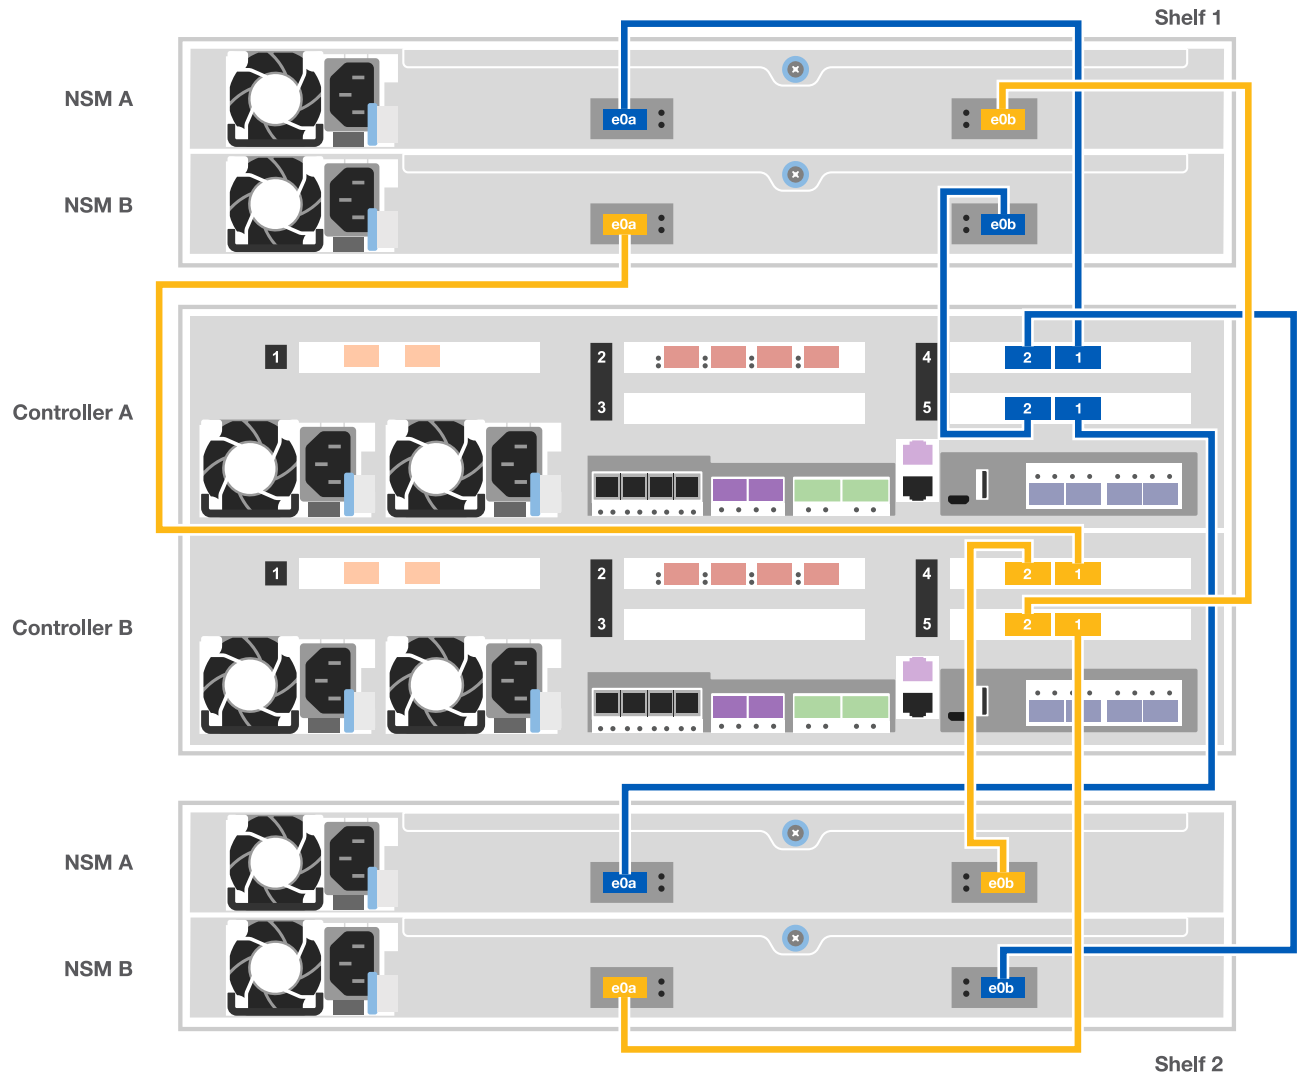 Shelf 1
NSM A
e0a
e0b
NSM B
e0a
e0b
1
2
4
2
1
Controller A
3
5
2
1
1
2
4
2
1
Controller B
3
5
2
1
NSM A
e0a
e0b
NSM B
e0a
e0b
Shelf 2